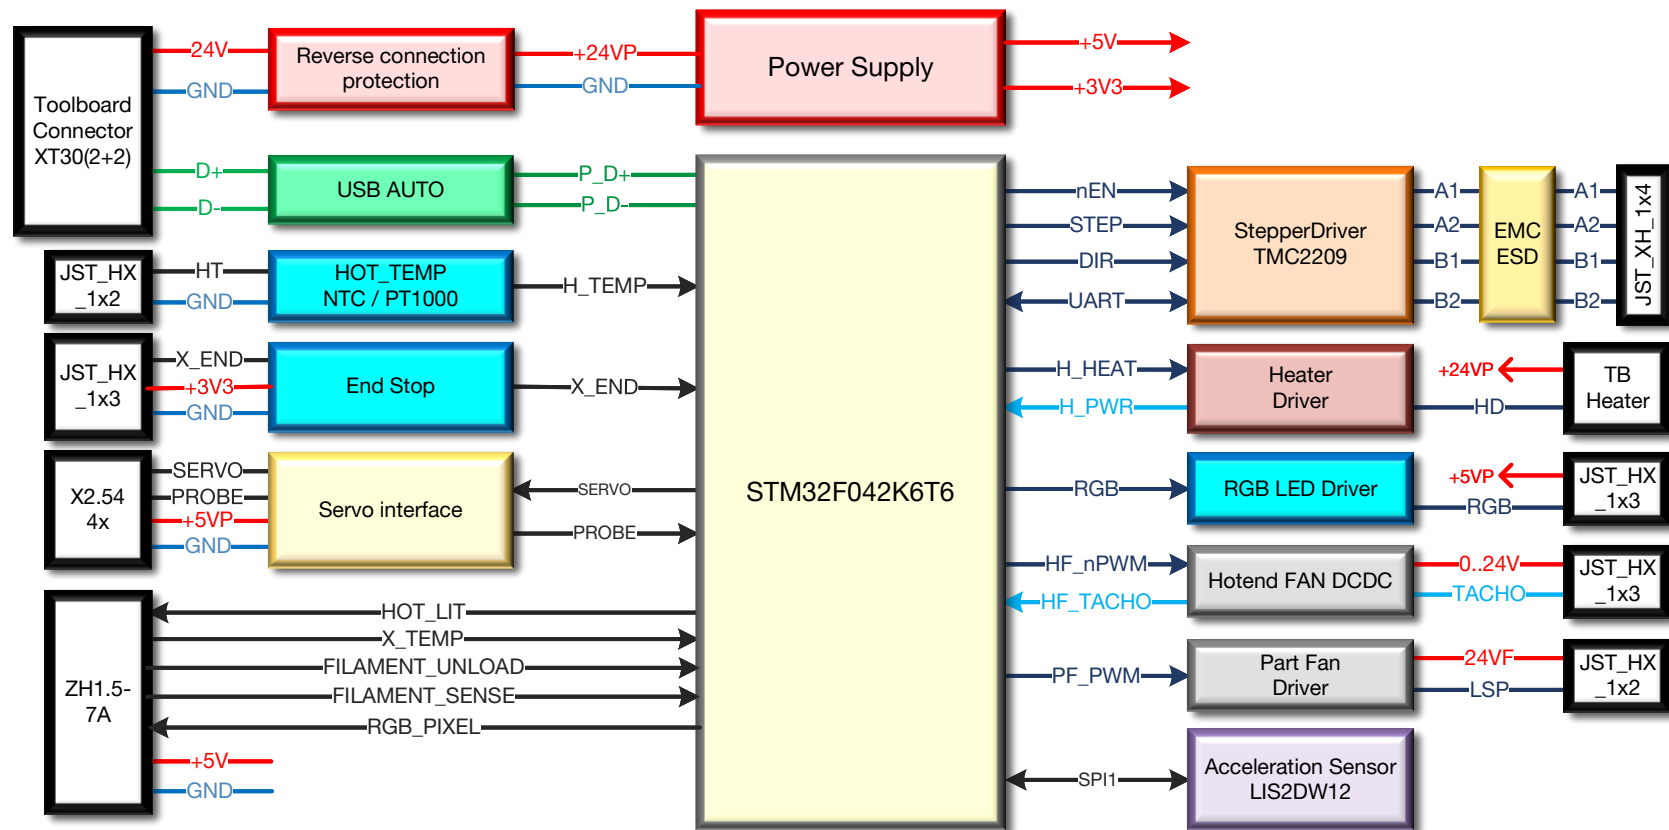 Toolboard
Connector
XT30(2+2)
24V
GND
D+
D-
Reverse connection
protection
+24VP
GND
Power Supply
+5V
+3V3
USB AUTO
P_D+
P_D-
JST_HX
_1x2
HT
GND
HOT_TEMP
NTC / PT1000
H_TEMP
JST_HX
_1x3
X_END
+3V3
GND
End Stop
X_END
X2.54
4x
SERVO
PROBE
+5VP
GND
Servo interface
SERVO
PROBE
ZH1.5-
7A
HOT_LIT
X_TEMP
FILAMENT_UNLOAD
FILAMENT_SENSE
RGB_PIXEL
+5V
GND
STM32F042K6T6
nEN
STEP
DIR
UART
StepperDriver
TMC2209
A1
A2
B1
B2
EMC
ESD
A1
A2
B1
B2
JST_XH_1x4
H_HEAT
H_PWR
Heater
Driver
+24VP
HD
TB
Heater
RGB
RGB LED Driver
+5VP
RGB
JST_HX
_1x3
HF_nPWM
HF_TACHO
Hotend FAN DCDC
0..24V
TACHO
JST_HX
_1x3
PF_PWM
Part Fan
Driver
24VF
LSP
JST_HX
_1x2
SPI1
Acceleration Sensor
LIS2DW12